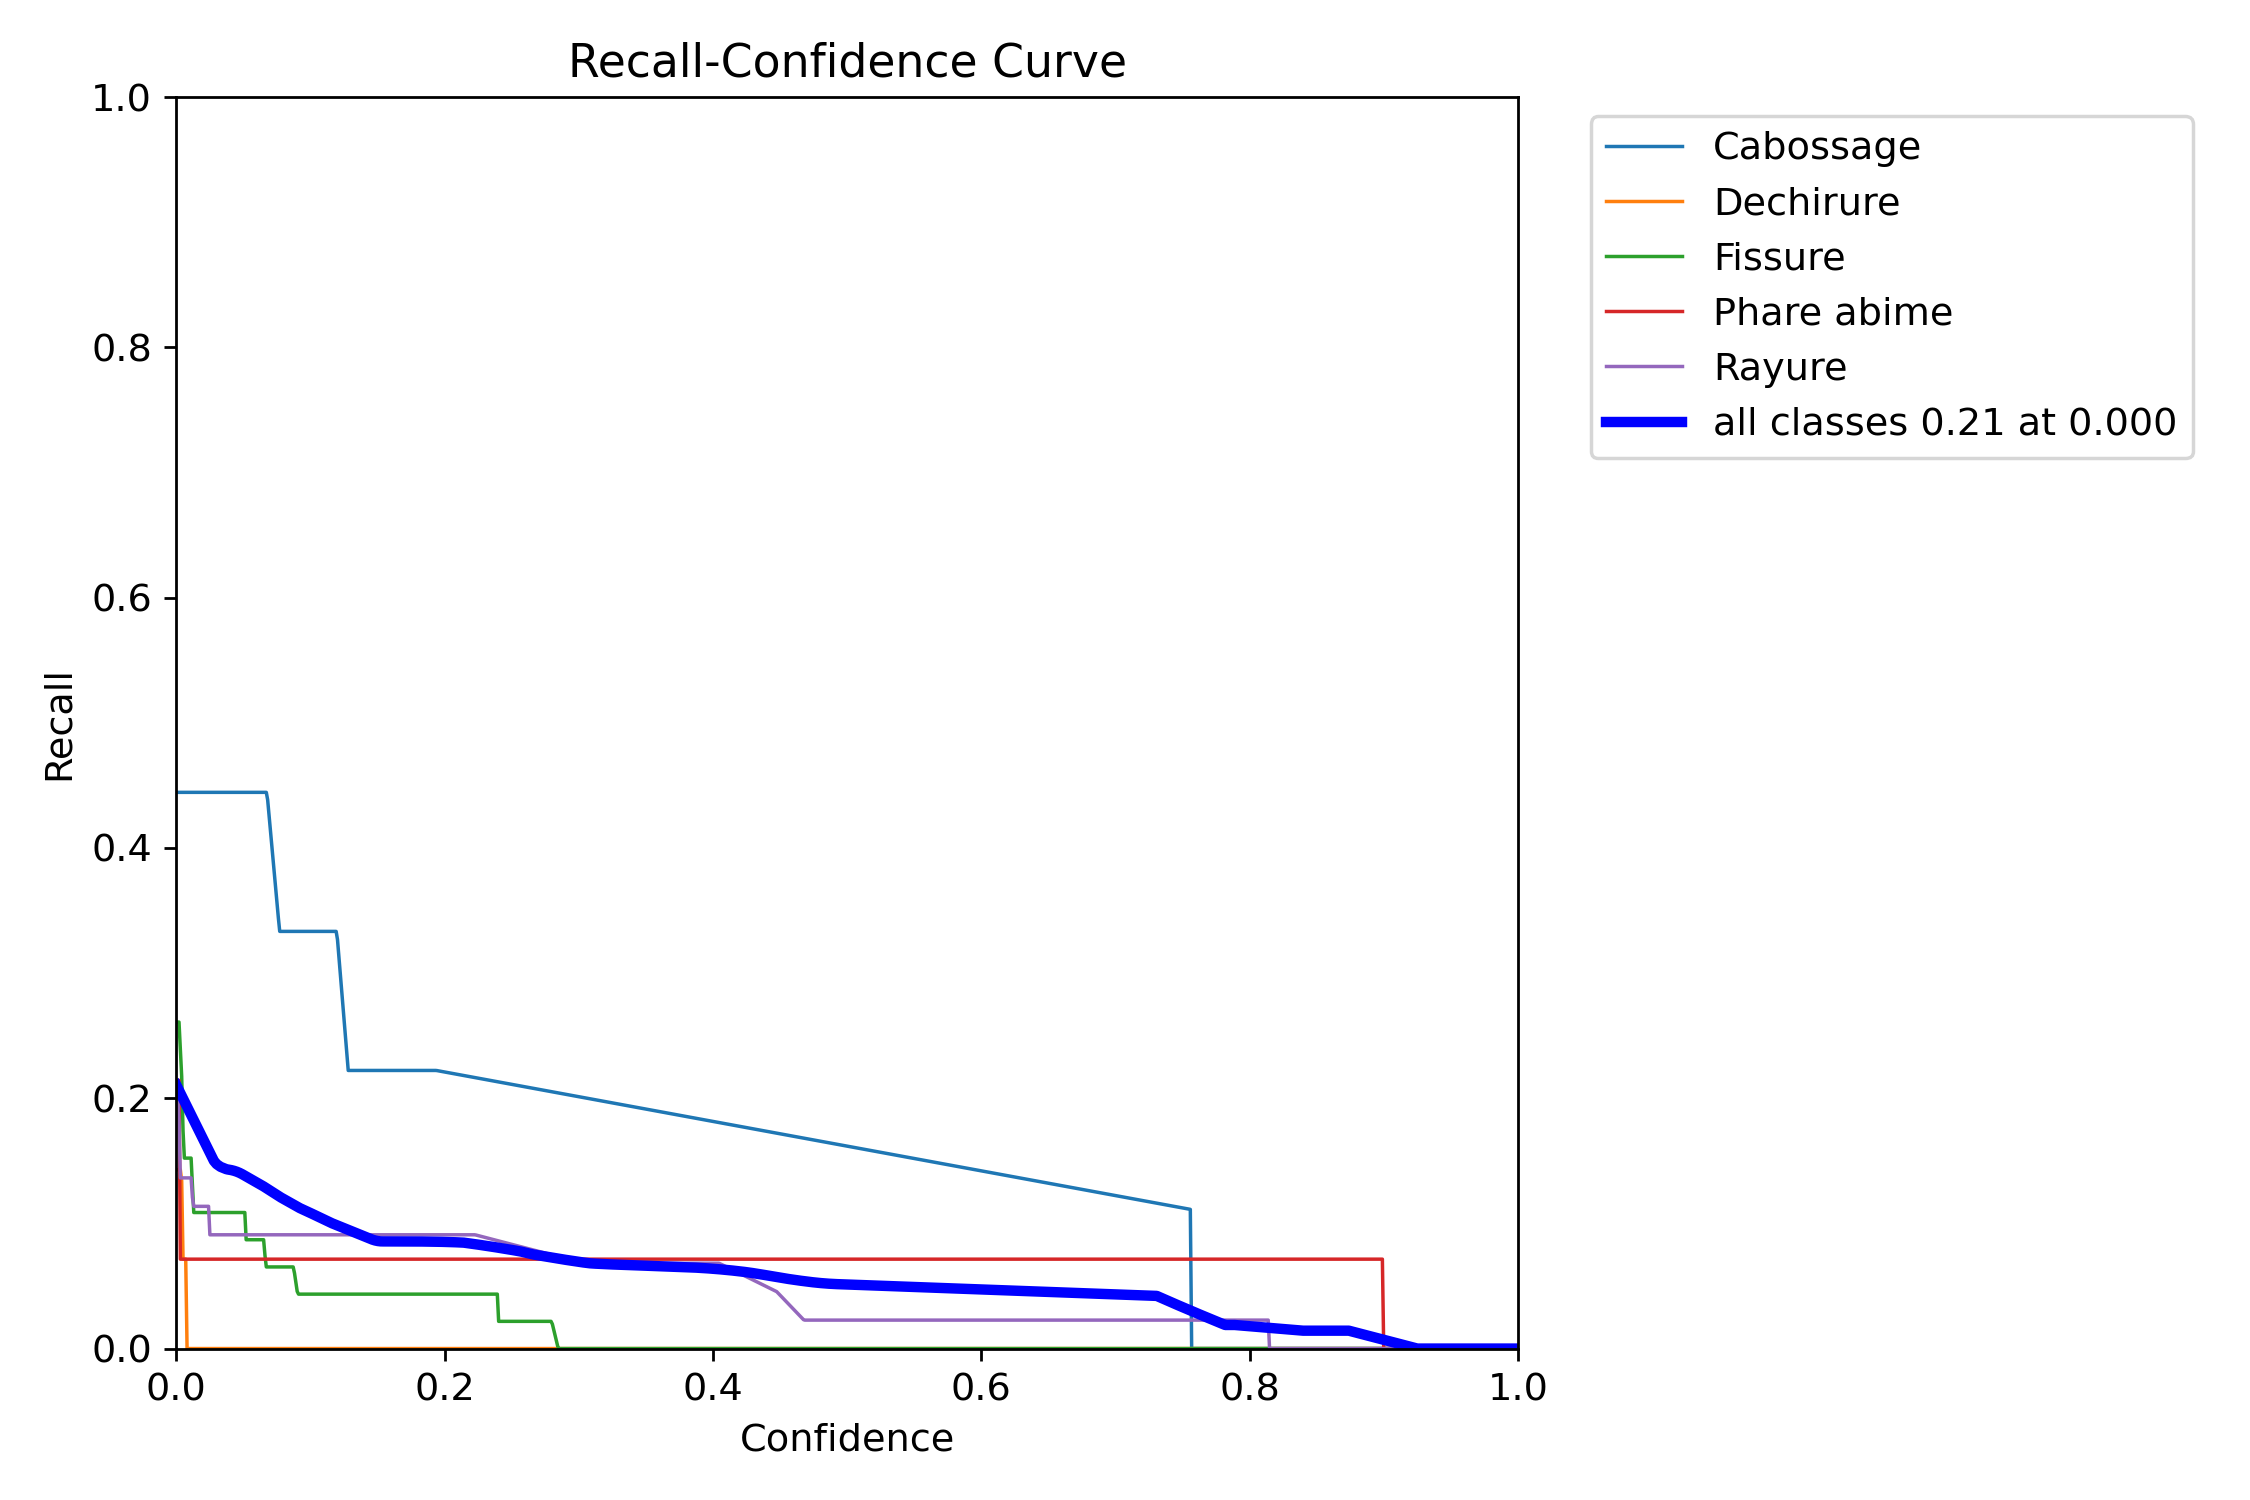 Recall-Confidence Curve
1.0
0.8
0.6
0.4
0.2
0.0
Recall
0.0 0.2 0.4 0.6 0.8 1.0
Confidence
Cabossage
Dechirure
Fissure
Phare abime
Rayure
all classes 0.21 at 0.000